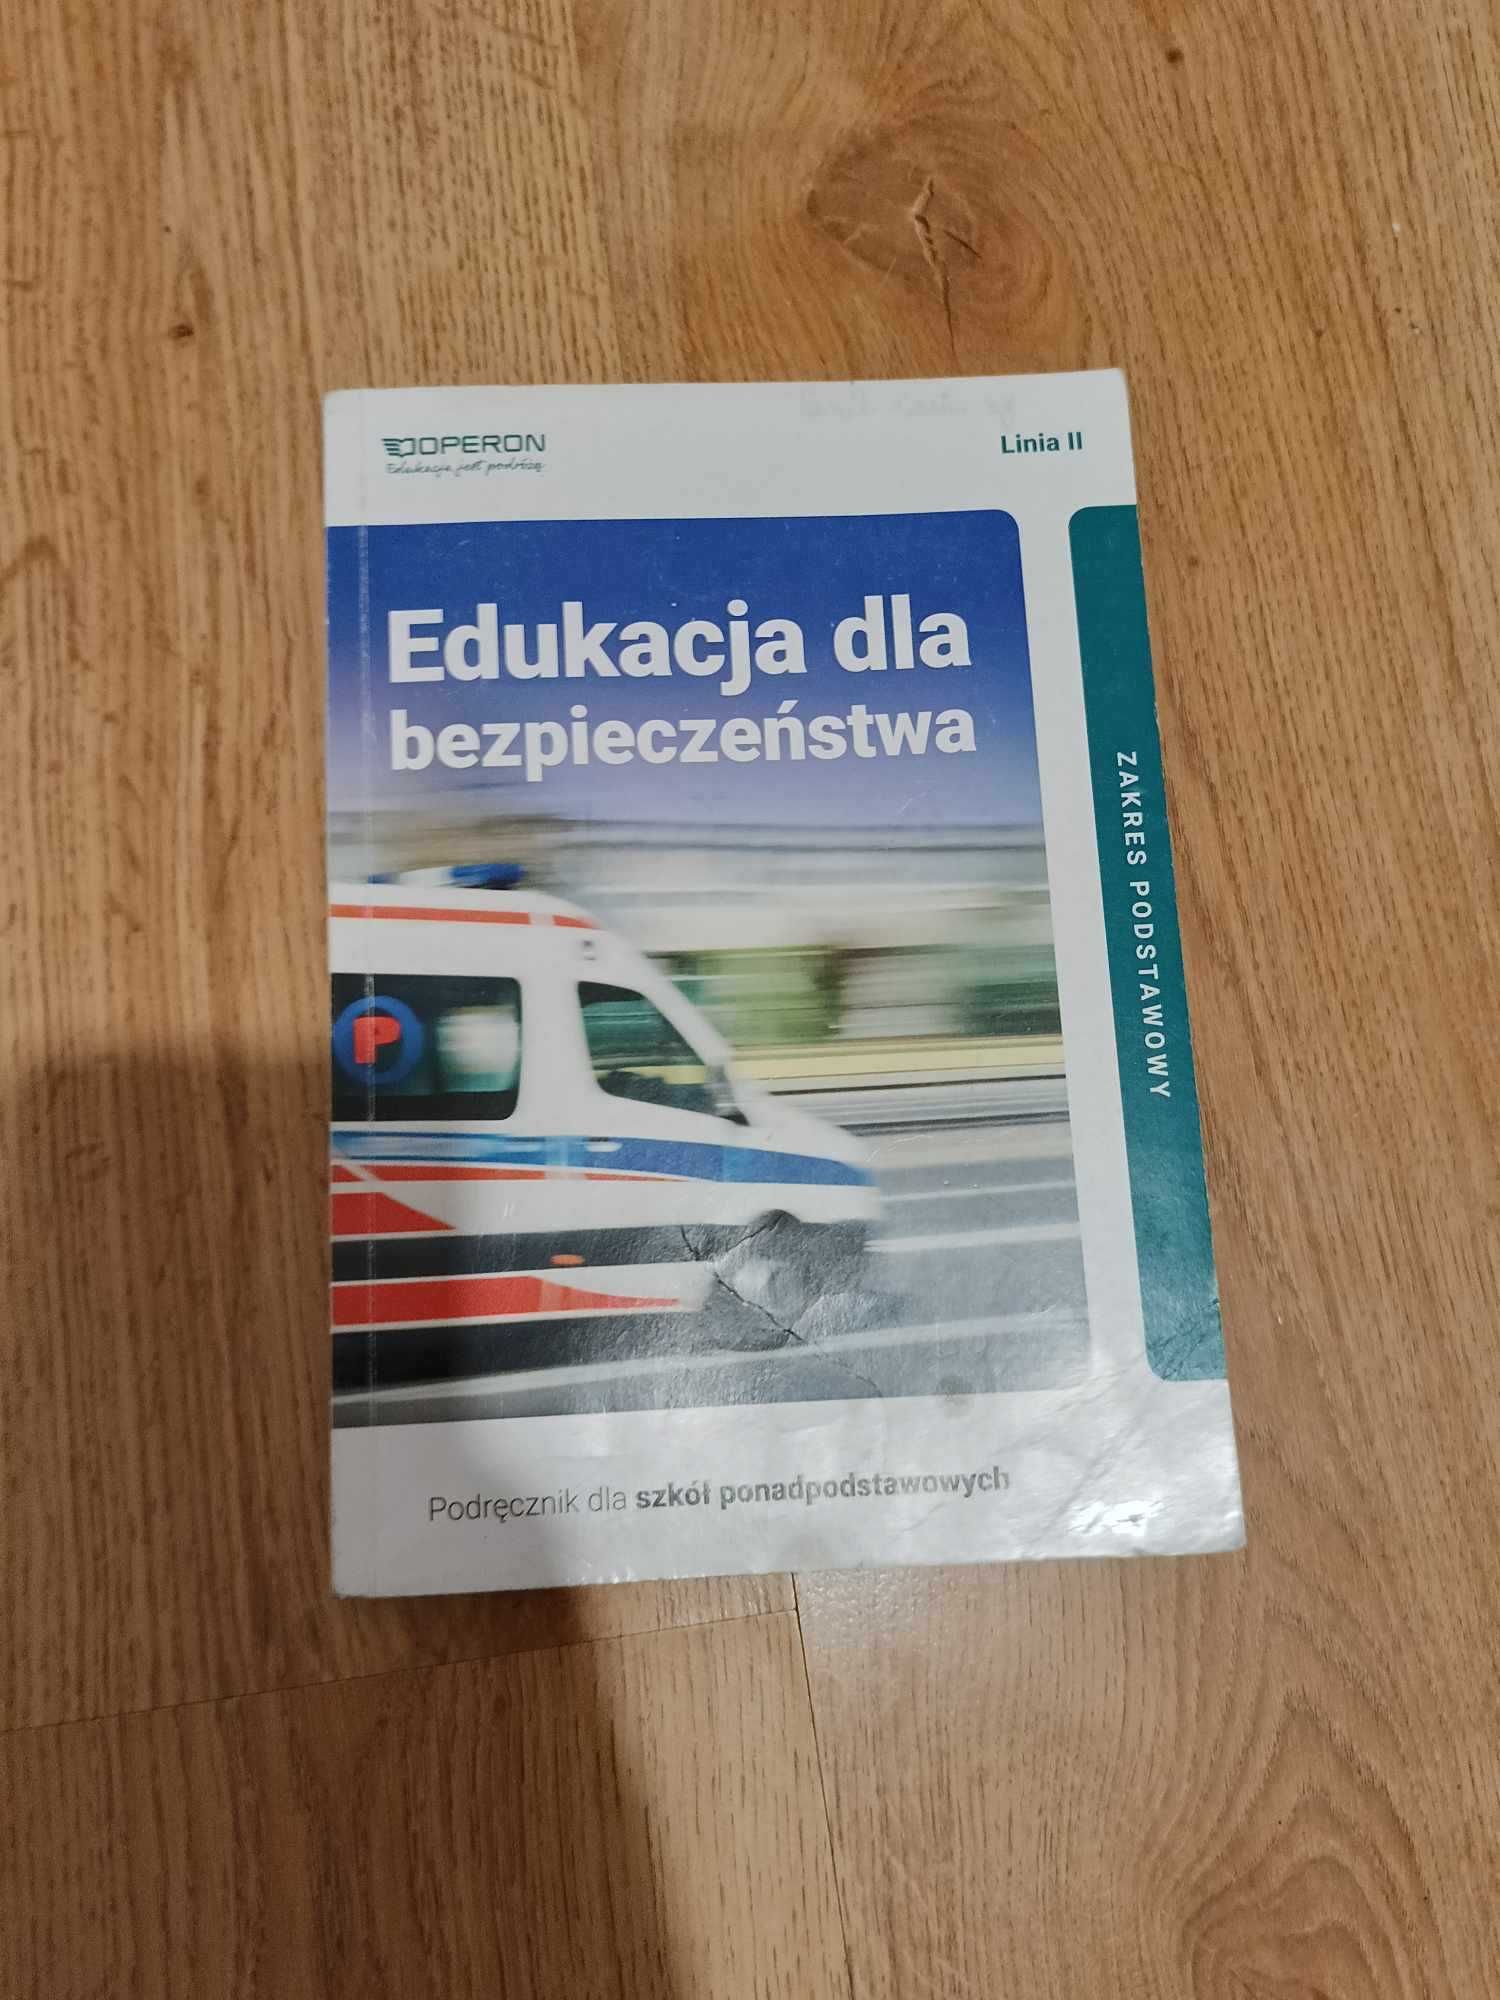 OPERON
Edukacja jest podróżą
Linia II
Edukacja dla
bezpieczeństwa
ZAKRES PODSTAWOWY
P
Podręcznik dla szkół ponadpodstawowych